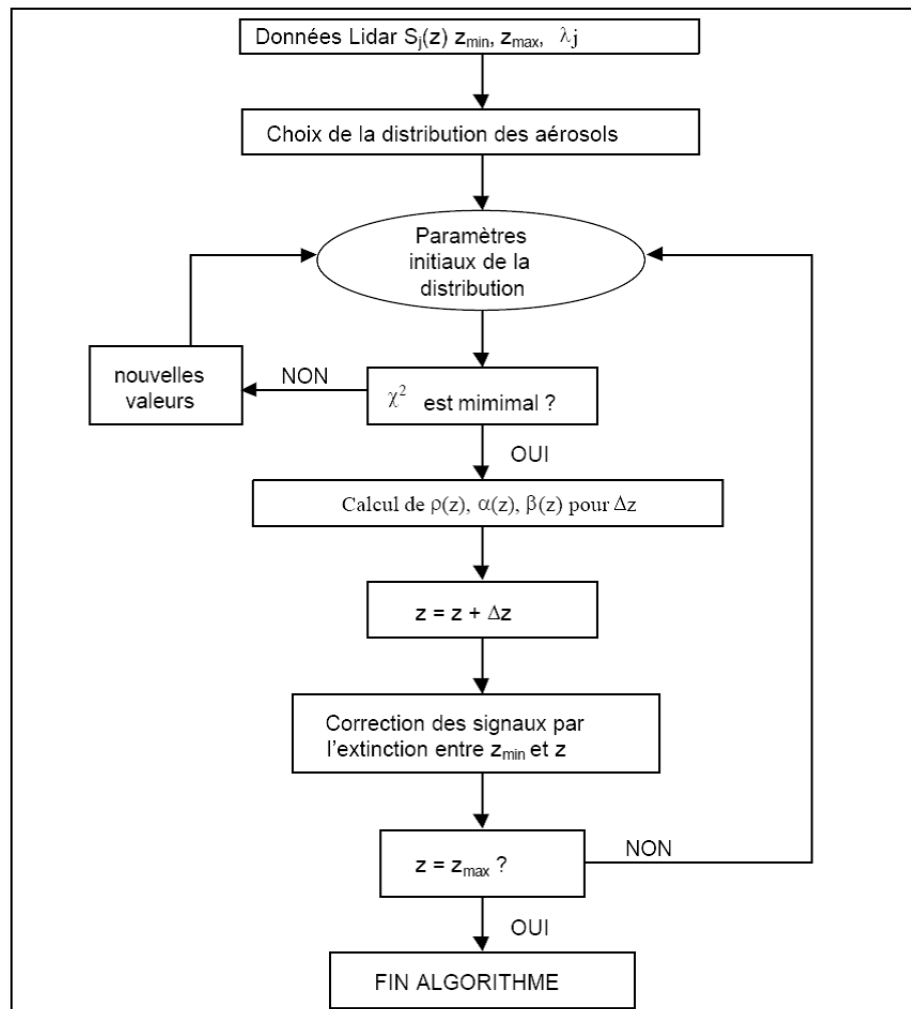 Données Lidar Sj(z) zmin, zmax, λj
Choix de la distribution des aérosols
Paramètres
initiaux de la
distribution
nouvelles
valeurs
NON
χ² est mimimal ?
OUI
Calcul de ρ(z), α(z), β(z) pour Δz
z = z + Δz
Correction des signaux par
l'extinction entre zmin et z
z = zmax ?
NON
OUI
FIN ALGORITHME